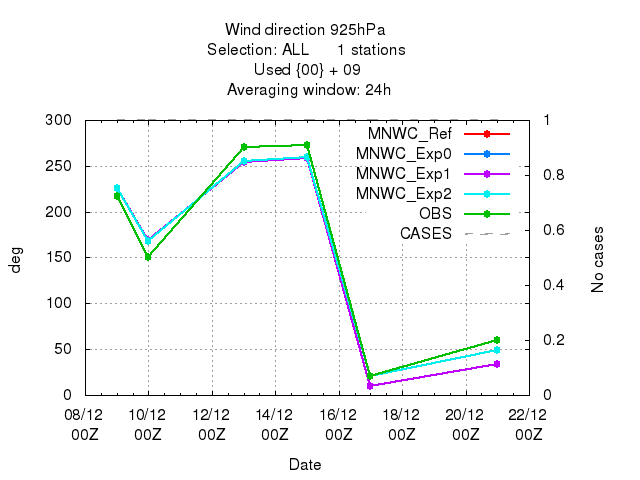 Wind direction 925hPa
Selection: ALL 1 stations
Used {00} + 09
Averaging window: 24h
300 1
MNWC_Ref
MNWC_Exp0
MNWC_Exp1
MNWC_Exp2
OBS
CASES
250
200
150
100
50
0
0.8
0.6
0.4
0.2
0
deg
No cases
08/12 10/12 12/12 14/12 16/12 18/12 20/12 22/12
00Z 00Z 00Z 00Z 00Z 00Z 00Z 00Z
Date